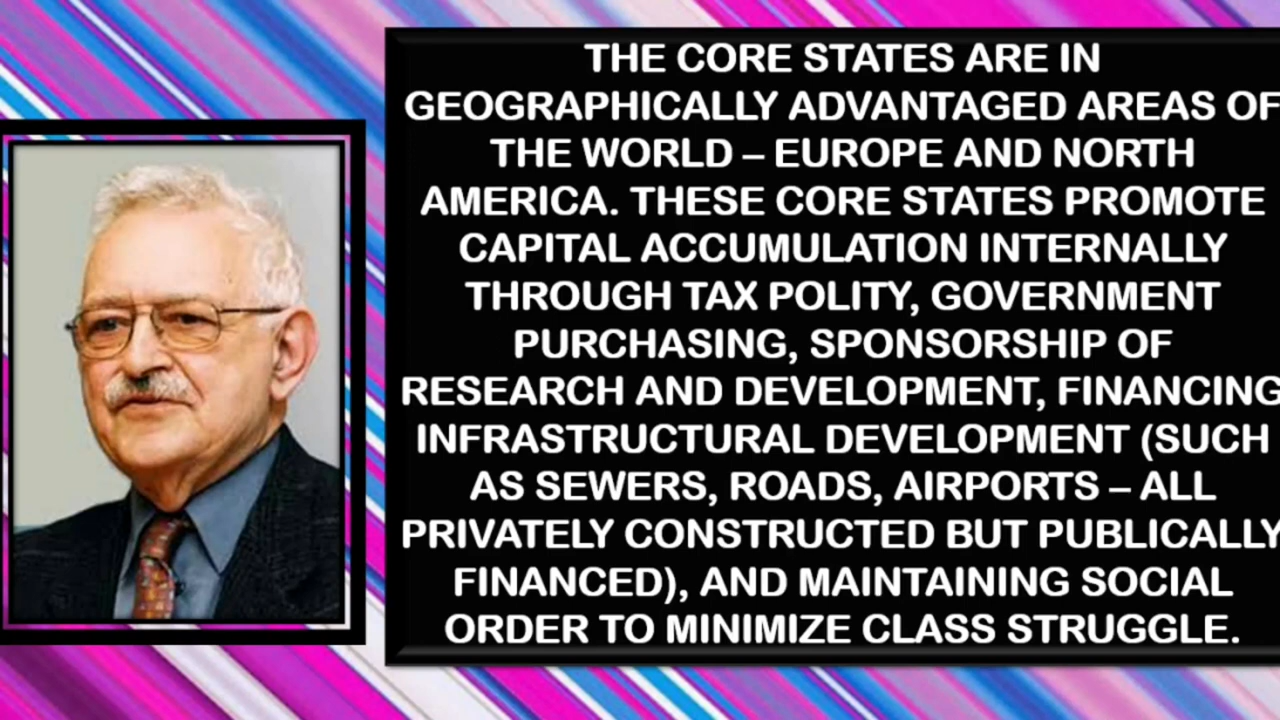 THE CORE STATES ARE IN
GEOGRAPHICALLY ADVANTAGED AREAS OF
THE WORLD – EUROPE AND NORTH
AMERICA. THESE CORE STATES PROMOTE
CAPITAL ACCUMULATION INTERNALLY
THROUGH TAX POLITY, GOVERNMENT
PURCHASING, SPONSORSHIP OF
RESEARCH AND DEVELOPMENT, FINANCING
INFRASTRUCTURAL DEVELOPMENT (SUCH
AS SEWERS, ROADS, AIRPORTS – ALL
PRIVATELY CONSTRUCTED BUT PUBLICALLY
FINANCED), AND MAINTAINING SOCIAL
ORDER TO MINIMIZE CLASS STRUGGLE.